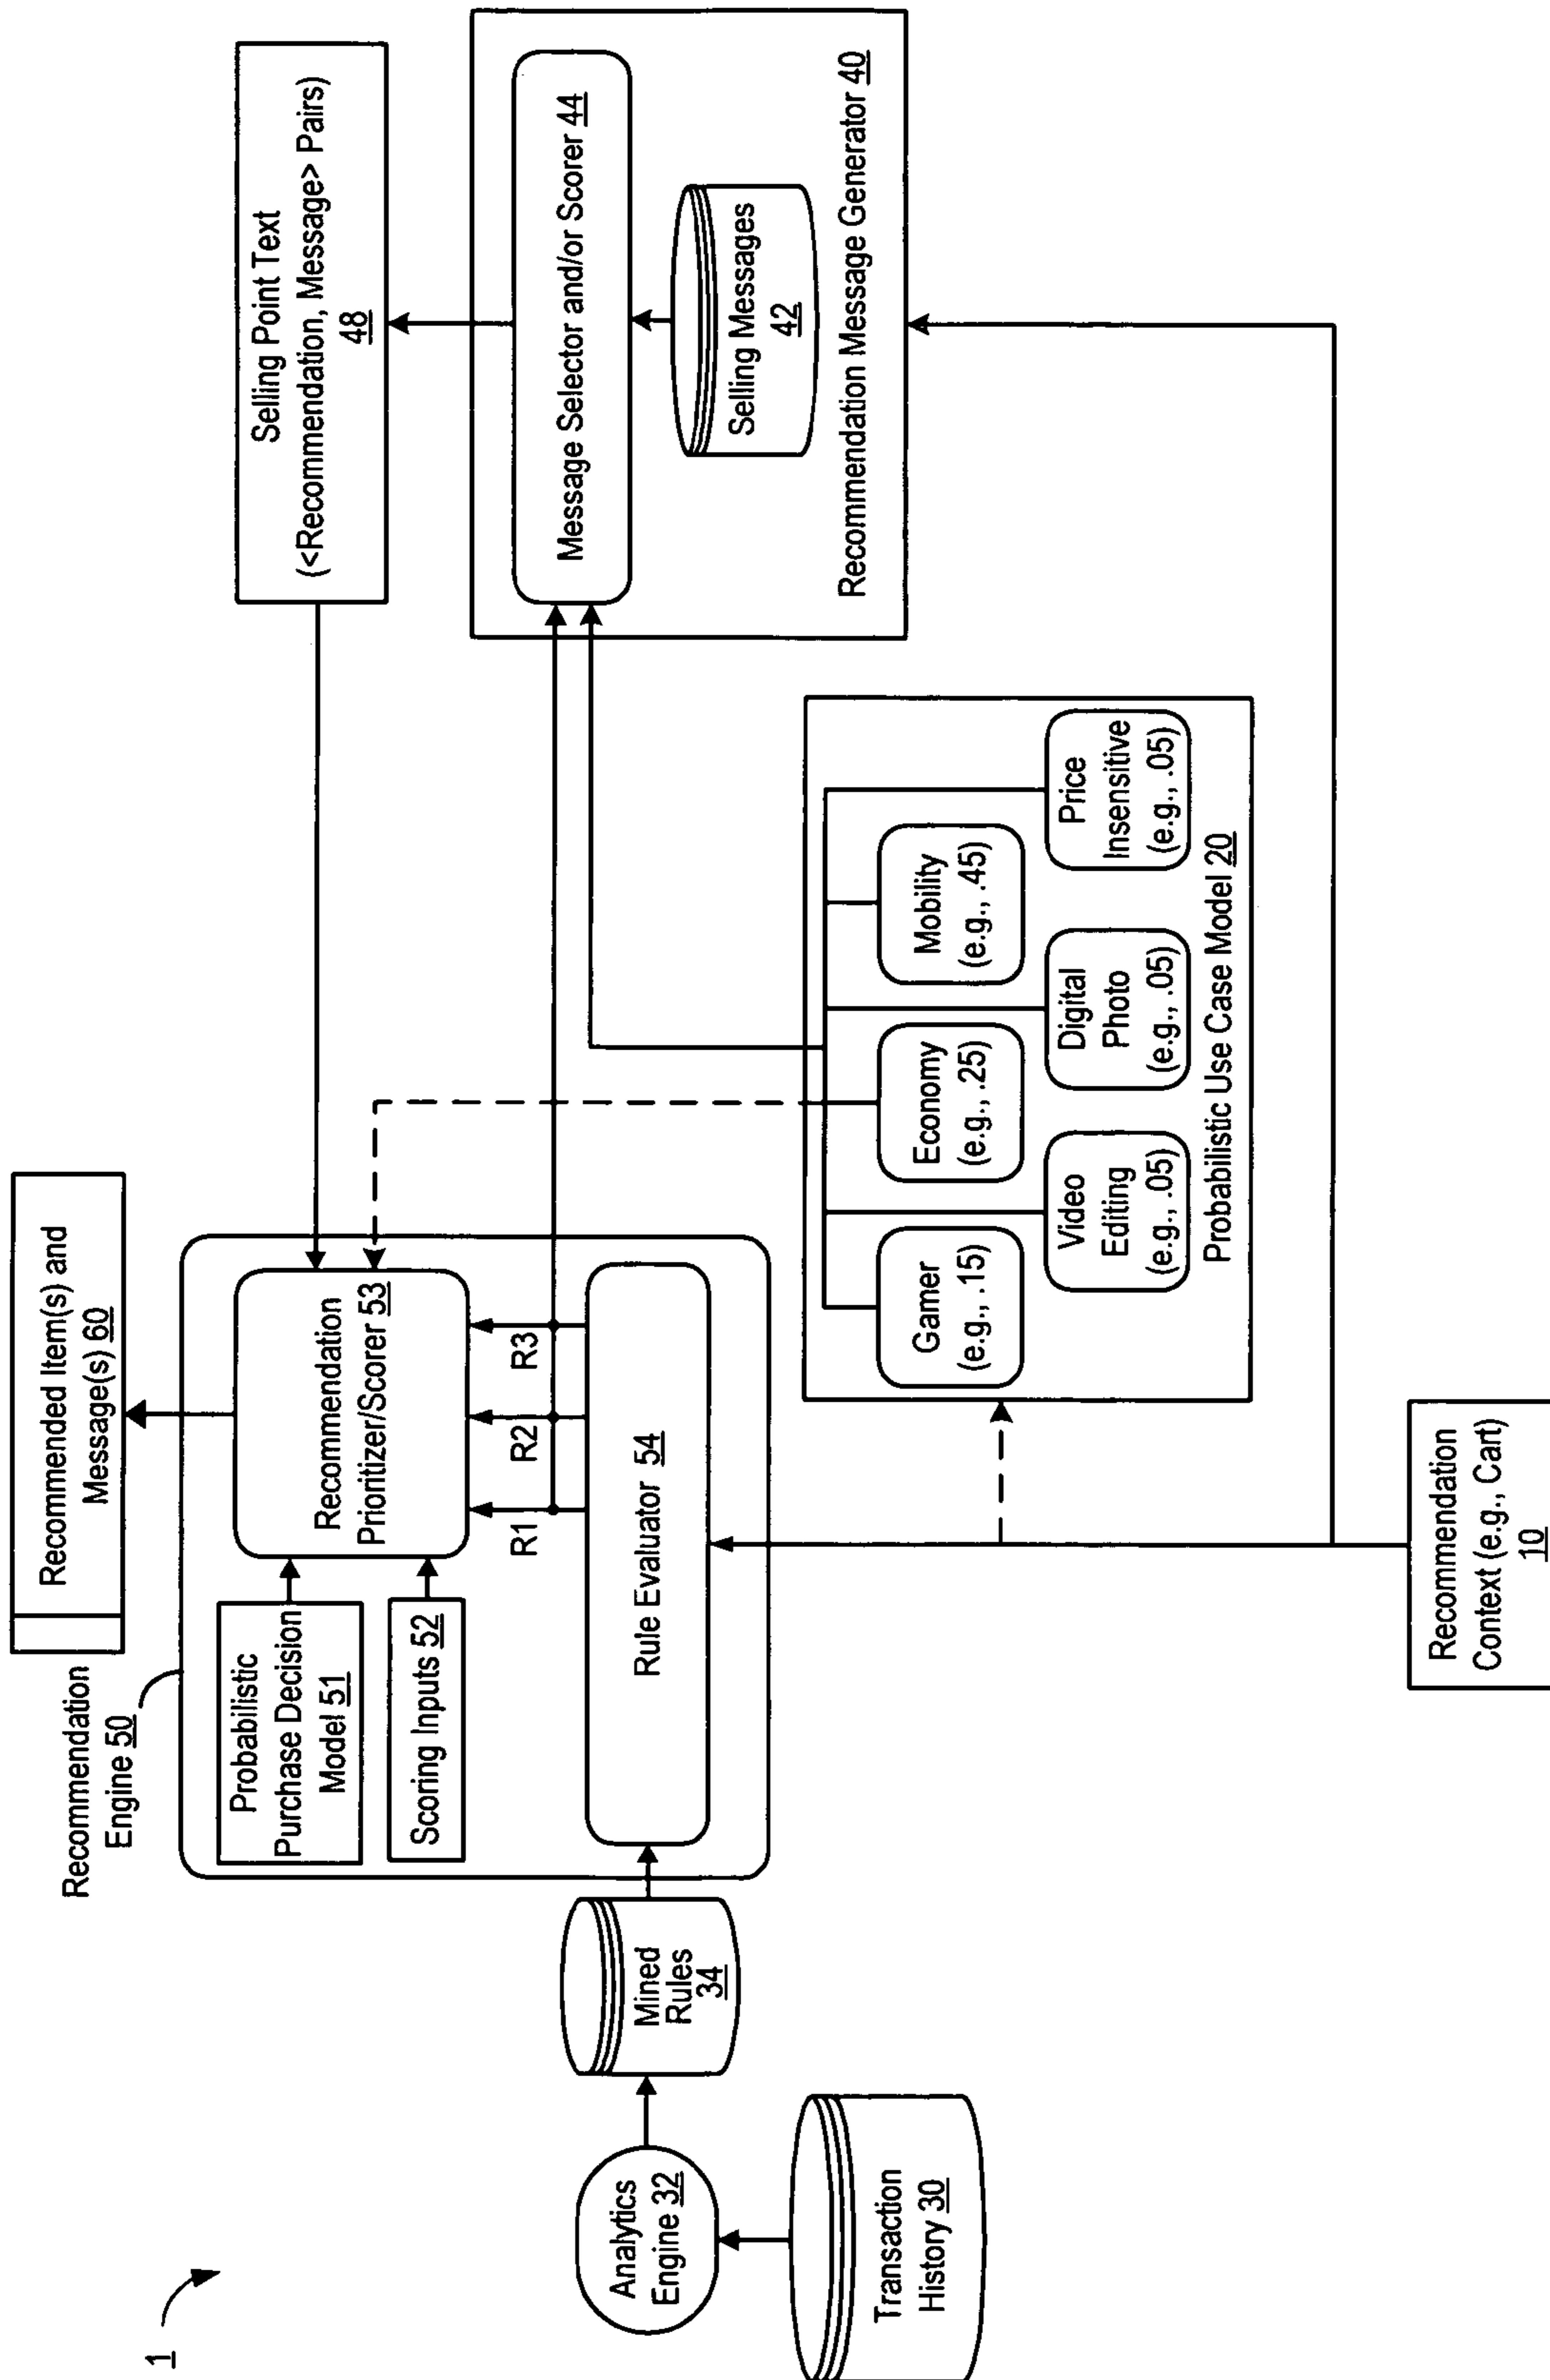 1
Recommendation
Engine 50
Recommended Item(s) and
Message(s) 60
Probabilistic
Purchase Decision
Model 51
Scoring Inputs 52
Recommendation
Prioritizer/Scorer 53
R1
R2
R3
Rule Evaluator 54
Selling Point Text
(<Recommendation, Message> Pairs)
48
Message Selector and/or Scorer 44
Selling Messages
42
Recommendation Message Generator 40
Analytics
Engine 32
Mined
Rules
34
Transaction
History 30
Gamer
(e.g., .15)
Economy
(e.g., .25)
Mobility
(e.g., .45)
Video
Editing
(e.g., .05)
Digital
Photo
(e.g., .05)
Price
Insensitive
(e.g., .05)
Probabilistic Use Case Model 20
Recommendation
Context (e.g., Cart)
10